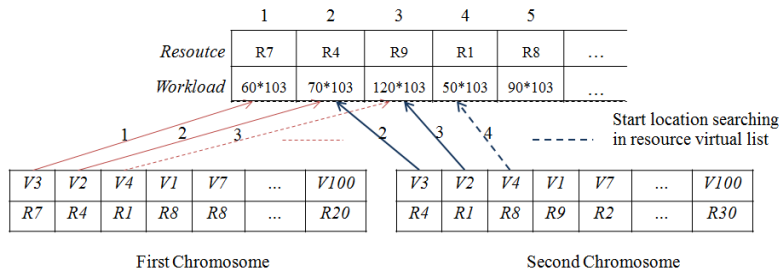 1 2 3 4 5
Resoutce R7 R4 R9 R1 R8 ...
Workload 60*103 70*103 120*103 50*103 90*103 ...
1 2 3 2 3 4 Start location searching
in resource virtual list
V3 V2 V4 V1 V7 ... V100 V3 V2 V4 V1 V7 ... V100
R7 R4 R1 R8 R8 ... R20 R4 R1 R8 R9 R2 ... R30
First Chromosome Second Chromosome